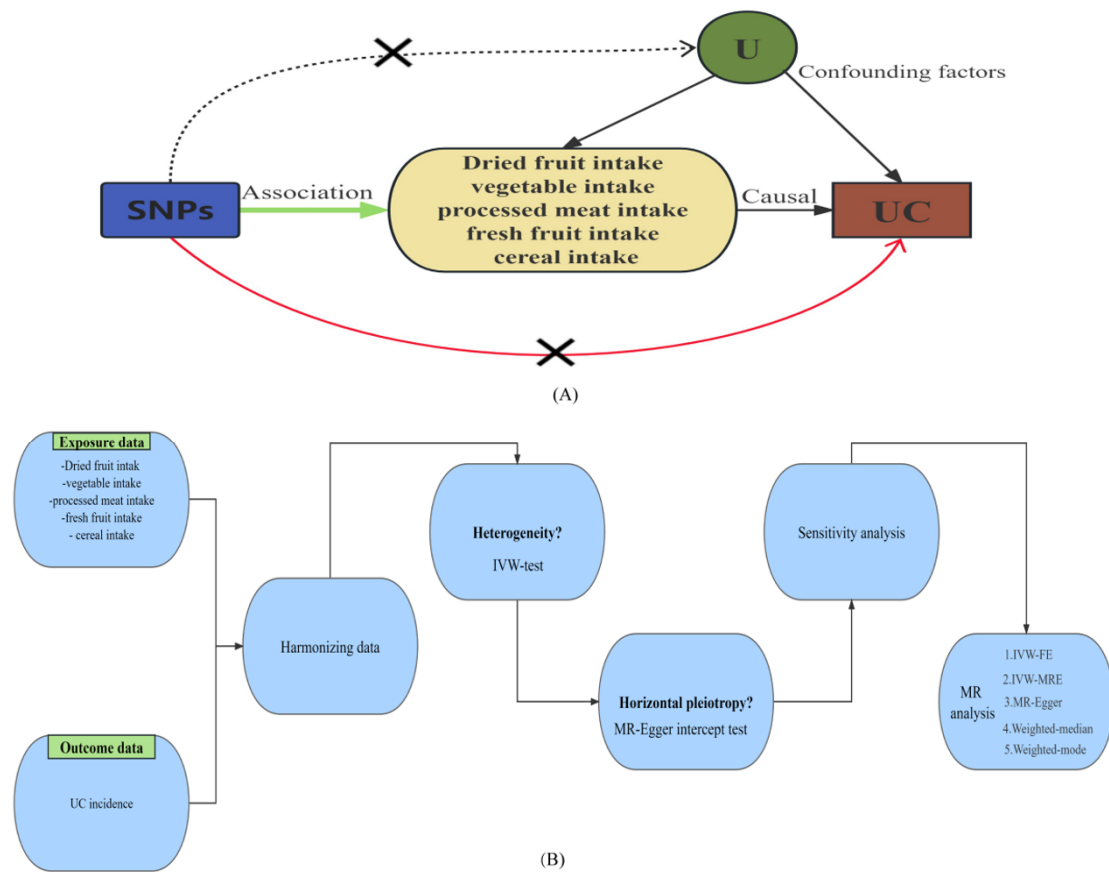 U
Confounding factors
SNPs
Association
Dried fruit intake
vegetable intake
processed meat intake
fresh fruit intake
cereal intake
Causal
UC
(A)
Exposure data
-Dried fruit intak
-vegetable intake
-processed meat intake
-fresh fruit intake
- cereal intake
Outcome data
UC incidence
Harmonizing data
Heterogeneity?
IVW-test
Horizontal pleiotropy?
MR-Egger intercept test
Sensitivity analysis
MR
analysis
1.IVW-FE
2.IVW-MRE
3.MR-Egger
4.Weighted-median
5.Weighted-mode
(B)